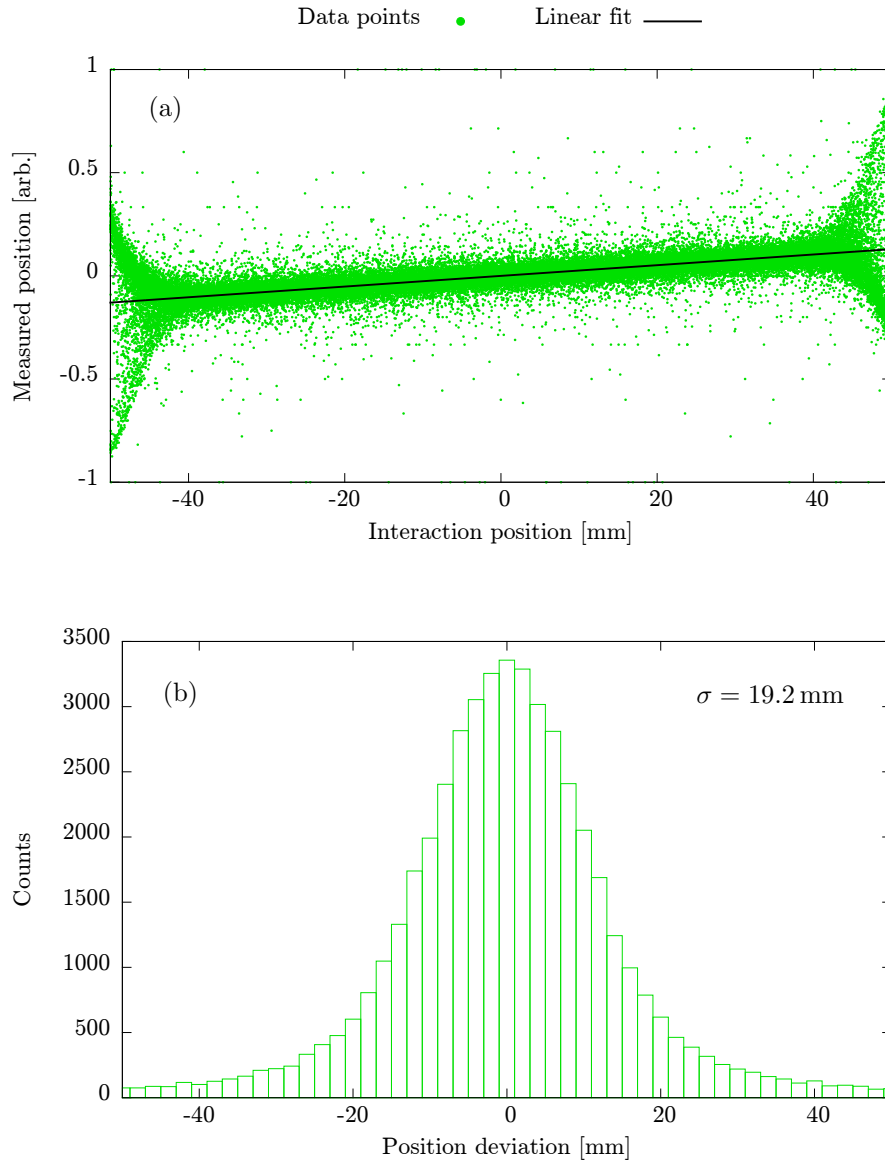 Data points Linear fit
(a)
Measured position [arb.]
1
0.5
0
-0.5
-1
-40 -20 0 20 40
Interaction position [mm]
(b)
σ = 19.2 mm
Counts
3500
3000
2500
2000
1500
1000
500
0
-40 -20 0 20 40
Position deviation [mm]